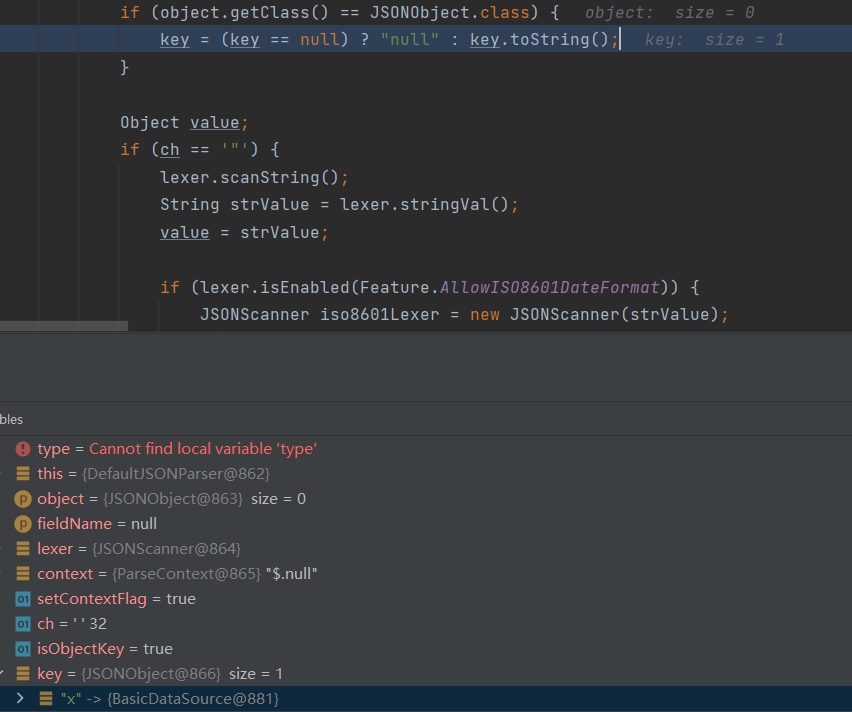 if (object.getClass() == JSONObject.class) {   object:  size = 0
key = (key == null) ? "null" : key.toString();   key:  size = 1
}
Object value;
if (ch == '"') {
lexer.scanString();
String strValue = lexer.stringVal();
value = strValue;
if (lexer.isEnabled(Feature.AllowISO8601DateFormat)) {
JSONScanner iso8601Lexer = new JSONScanner(strValue);
bles
type = Cannot find local variable 'type'
this = {DefaultJSONParser@862}
p object = {JSONObject@863}  size = 0
p fieldName = null
lexer = {JSONScanner@864}
context = {ParseContext@865} "$.null"
01 setContextFlag = true
01 ch = ' ' 32
01 isObjectKey = true
key = {JSONObject@866}  size = 1
"x" -> {BasicDataSource@881}